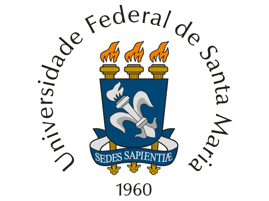 Universidade Federal de Santa Maria
SEDES SAPIENTIÆ
1960